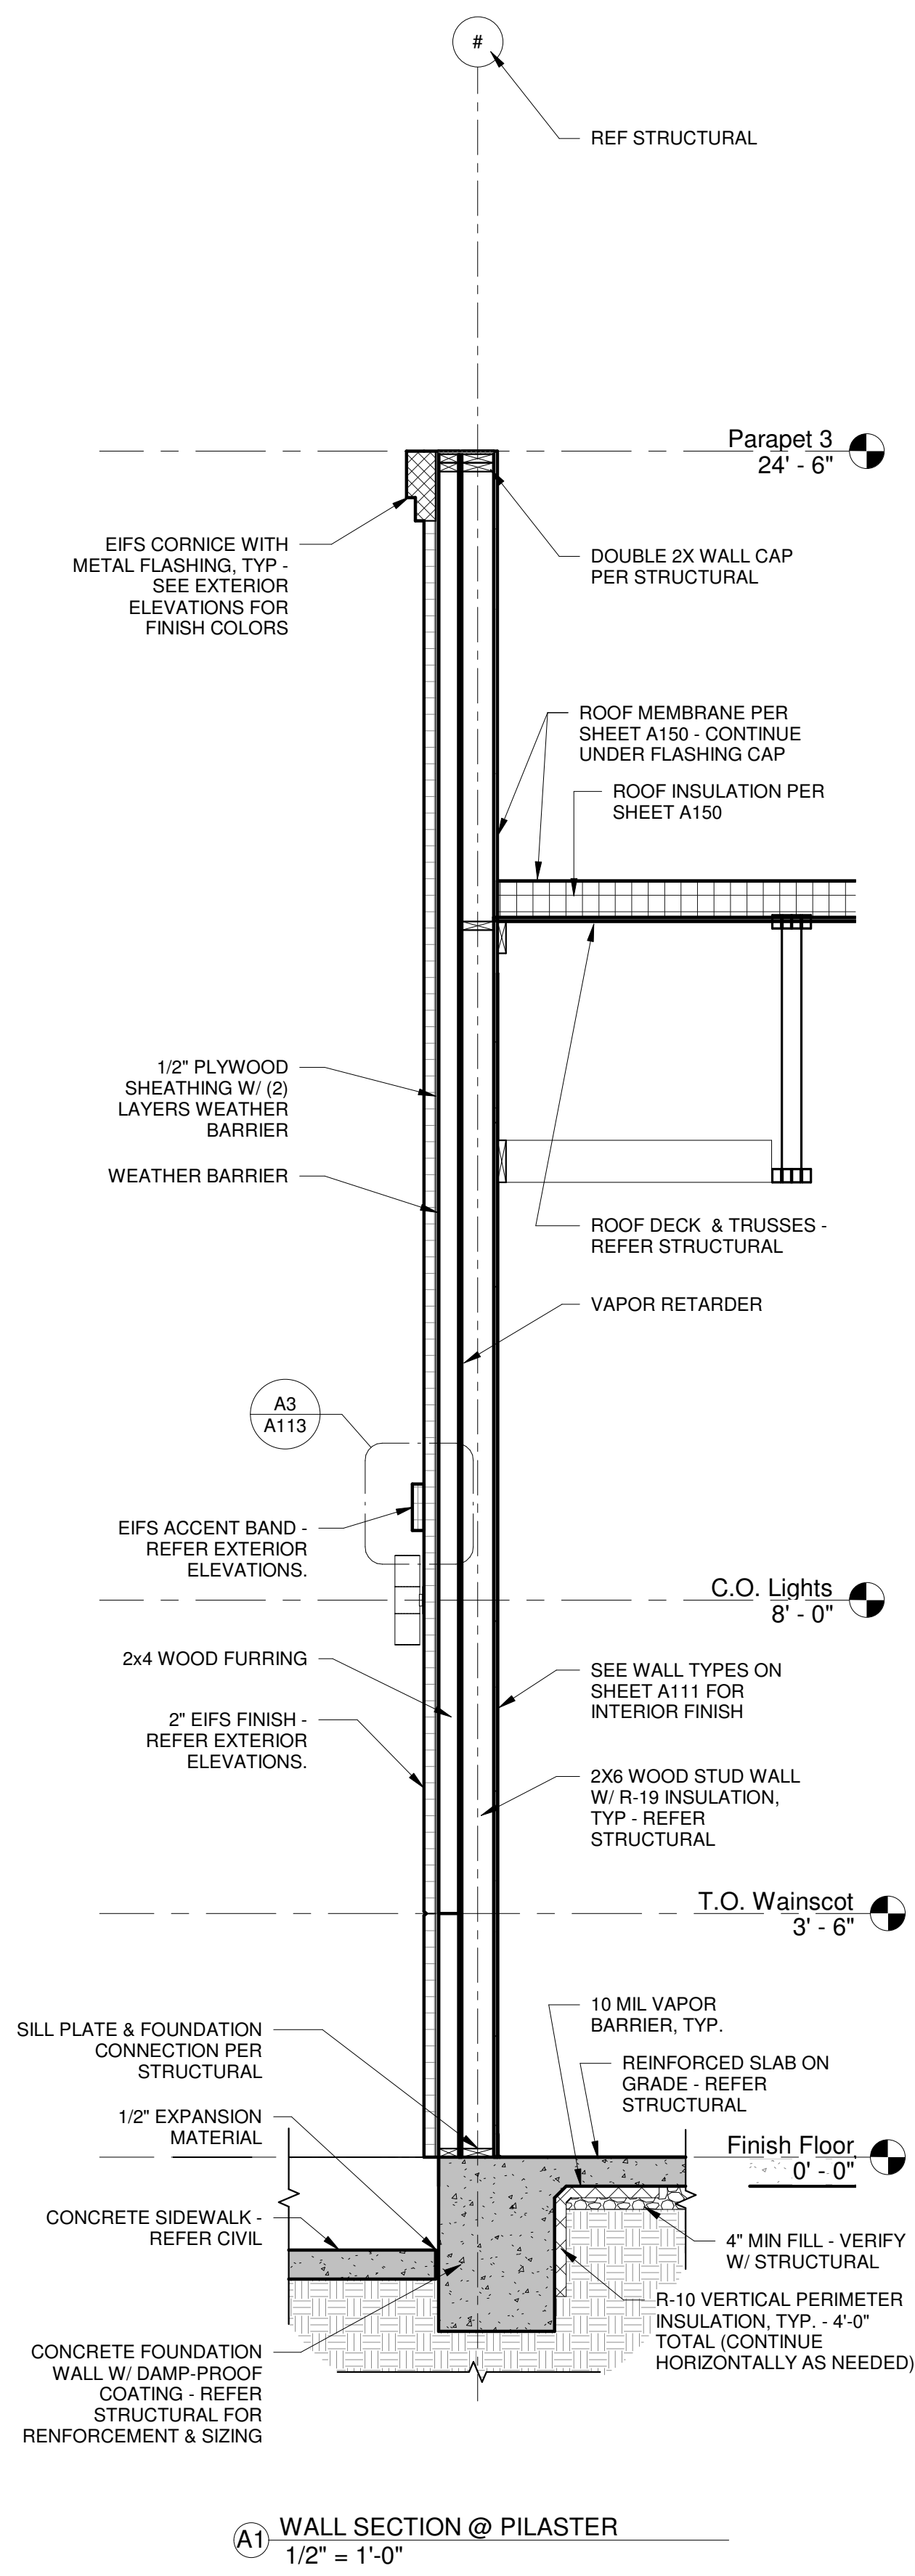 #
REF STRUCTURAL
Parapet 3
24' - 6"
EIFS CORNICE WITH
METAL FLASHING, TYP -
SEE EXTERIOR
ELEVATIONS FOR
FINISH COLORS
DOUBLE 2X WALL CAP
PER STRUCTURAL
ROOF MEMBRANE PER
SHEET A150 - CONTINUE
UNDER FLASHING CAP
ROOF INSULATION PER
SHEET A150
1/2" PLYWOOD
SHEATHING W/ (2)
LAYERS WEATHER
BARRIER
WEATHER BARRIER
ROOF DECK & TRUSSES -
REFER STRUCTURAL
VAPOR RETARDER
A3
A113
EIFS ACCENT BAND -
REFER EXTERIOR
ELEVATIONS.
C.O. Lights
8' - 0"
2x4 WOOD FURRING
SEE WALL TYPES ON
SHEET A111 FOR
INTERIOR FINISH
2" EIFS FINISH -
REFER EXTERIOR
ELEVATIONS.
2X6 WOOD STUD WALL
W/ R-19 INSULATION,
TYP - REFER
STRUCTURAL
T.O. Wainscot
3' - 6"
10 MIL VAPOR
BARRIER, TYP.
SILL PLATE & FOUNDATION
CONNECTION PER
STRUCTURAL
REINFORCED SLAB ON
GRADE - REFER
STRUCTURAL
1/2" EXPANSION
MATERIAL
Finish Floor
0' - 0"
CONCRETE SIDEWALK -
REFER CIVIL
4" MIN FILL - VERIFY
W/ STRUCTURAL
R-10 VERTICAL PERIMETER
INSULATION, TYP. - 4'-0"
TOTAL (CONTINUE
HORIZONTALLY AS NEEDED)
CONCRETE FOUNDATION
WALL W/ DAMP-PROOF
COATING - REFER
STRUCTURAL FOR
RENFORCEMENT & SIZING
A1
WALL SECTION @ PILASTER
1/2" = 1'-0"